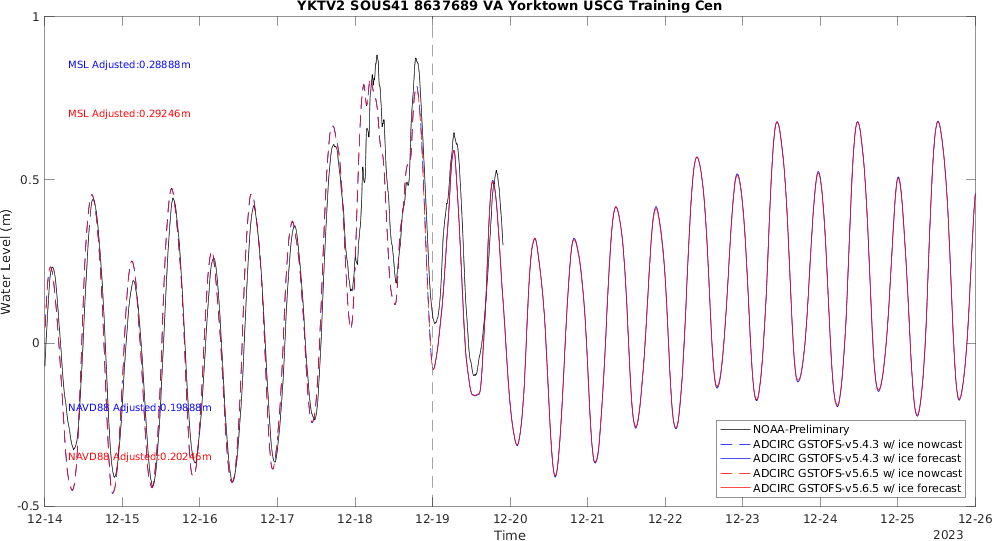 YKTV2 SOUS41 8637689 VA Yorktown USCG Training Cen
1
0.5
0
-0.5
Water Level (m)
MSL Adjusted:0.28888m
MSL Adjusted:0.29246m
NAVD88 Adjusted:0.19888m
NAVD88 Adjusted:0.20246m
NOAA-Preliminary
ADCIRC GSTOFS-v5.4.3 w/ ice nowcast
ADCIRC GSTOFS-v5.4.3 w/ ice forecast
ADCIRC GSTOFS-v5.6.5 w/ ice nowcast
ADCIRC GSTOFS-v5.6.5 w/ ice forecast
12-14 12-15 12-16 12-17 12-18 12-19 12-20 12-21 12-22 12-23 12-24 12-25 12-26
Time
2023